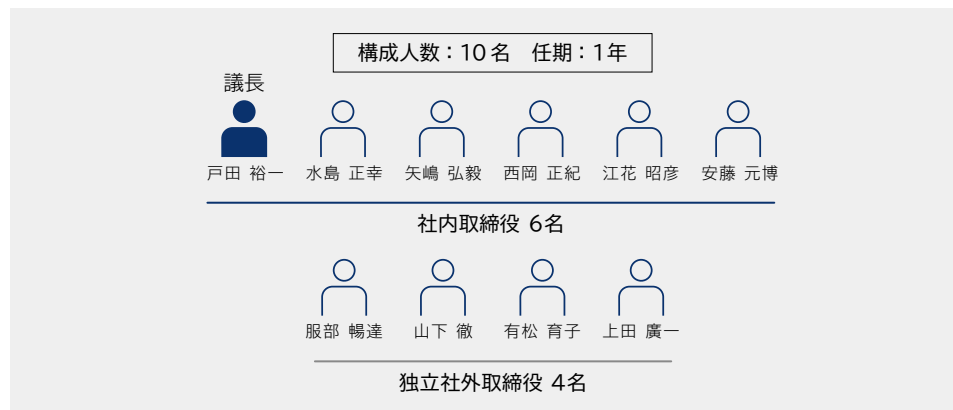 構成人数：10名　任期：1年
議長
戸田 裕一 水島 正幸 矢嶋 弘毅 西岡 正紀 江花 昭彦 安藤 元博
社内取締役 6名
服部 暢達 山下 徹 有松 育子 上田 廣一
独立社外取締役 4名